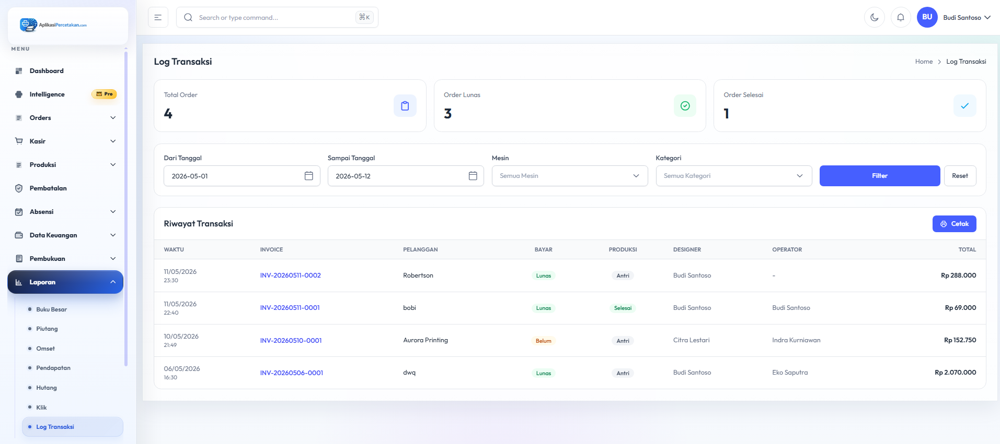 AplikasiPercetakan.com
MENU
Dashboard
Intelligence
Pro
Orders
Kasir
Produksi
Pembatalan
Absensi
Data Keuangan
Pembukuan
Laporan
Buku Besar
Piutang
Omset
Pendapatan
Hutang
Klik
Log Transaksi
Search or type command...
⌘K
BU
Budi Santoso
Log Transaksi
Home > Log Transaksi
Total Order
4
Order Lunas
3
Order Selesai
1
Dari Tanggal
2026-05-01
Sampai Tanggal
2026-05-12
Mesin
Semua Mesin
Kategori
Semua Kategori
Filter
Reset
Riwayat Transaksi
Cetak
WAKTU INVOICE PELANGGAN BAYAR PRODUKSI DESIGNER OPERATOR TOTAL
11/05/2026
23:30
INV-20260511-0002 Robertson Lunas Antri Budi Santoso - Rp 288.000
11/05/2026
22:40
INV-20260511-0001 bobi Lunas Selesai Budi Santoso Budi Santoso Rp 69.000
10/05/2026
21:49
INV-20260510-0001 Aurora Printing Belum Antri Citra Lestari Indra Kurniawan Rp 152.750
06/05/2026
16:30
INV-20260506-0001 dwq Lunas Antri Budi Santoso Eko Saputra Rp 2.070.000